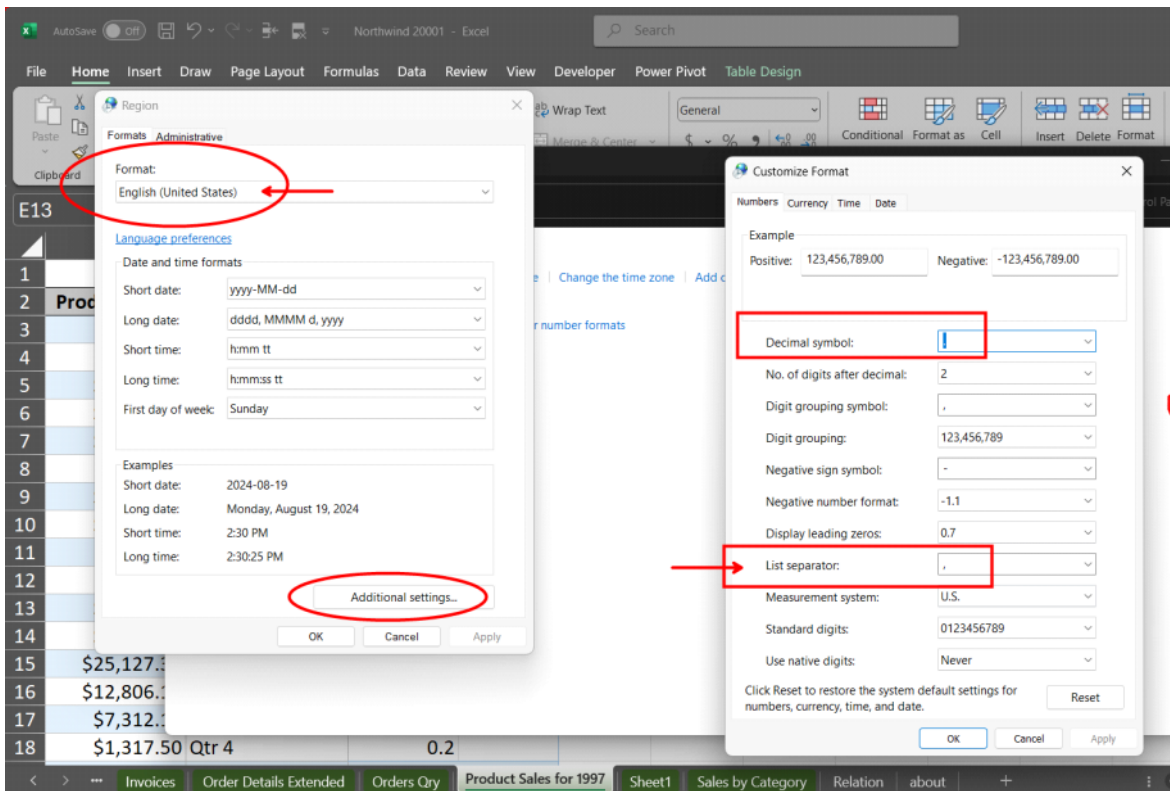 AutoSave Off Northwind 20001 - Excel Search
File Home Insert Draw Page Layout Formulas Data Review View Developer Power Pivot Table Design
Paste
Clipboard
Wrap Text
Merge & Center
General
$ % 9
Conditional Format as Cell Insert Delete Format
E13
Region
Formats Administrative
Format:
English (United States)
Language preferences
Date and time formats
Short date: yyyy-MM-dd
Long date: dddd, MMMM d, yyyy
Short time: h:mm tt
Long time: h:mm:ss tt
First day of week: Sunday
Examples
Short date: 2024-08-19
Long date: Monday, August 19, 2024
Short time: 2:30 PM
Long time: 2:30:25 PM
Additional settings...
OK Cancel Apply
Change the time zone Add
number formats
Customize Format
Numbers Currency Time Date
Example
Positive: 123,456,789.00 Negative: -123,456,789.00
Decimal symbol: .
No. of digits after decimal: 2
Digit grouping symbol: ,
Digit grouping: 123,456,789
Negative sign symbol: -
Negative number format: -1.1
Display leading zeros: 0.7
List separator: ,
Measurement system: U.S.
Standard digits: 0123456789
Use native digits: Never
Click Reset to restore the system default settings for
numbers, currency, time, and date.
Reset
OK Cancel Apply
1
2 Prod
3
4
5
6
7
8
9
10
11
12
13
14
15 $25,127.
16 $12,806.
17 $7,312.
18 $1,317.50 Qtr 4 0.2
Invoices Order Details Extended Orders Qry Product Sales for 1997 Sheet1 Sales by Category Relation about